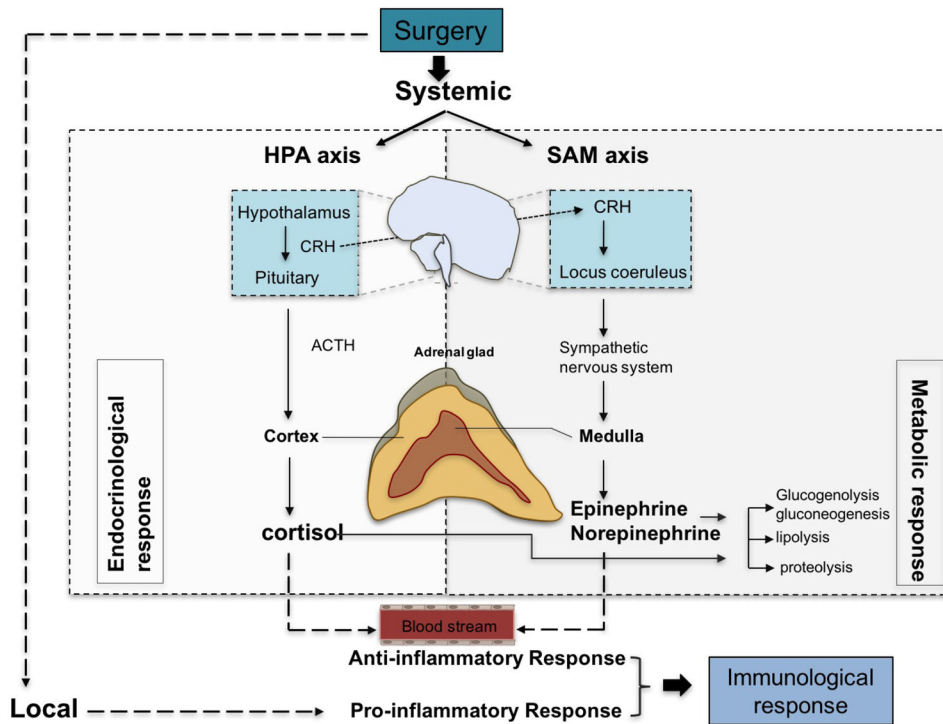 Surgery
Systemic
HPA axis
SAM axis
Hypothalamus
CRH
Pituitary
CRH
Locus coeruleus
ACTH
Adrenal glad
Sympathetic
nervous system
Endocrinological
response
Metabolic response
Cortex
Medulla
cortisol
Epinephrine
Norepinephrine
Glucogenolysis
gluconeogenesis
lipolysis
proteolysis
Blood stream
Anti-inflammatory Response
Local
Pro-inflammatory Response
Immunological
response